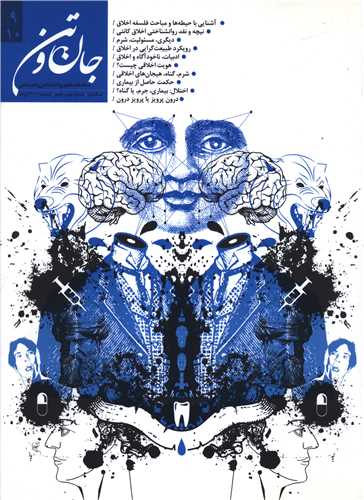 ۹
۱۰
جان و تن
آشنایی با حیطه‌ها و مباحث فلسفه اخلاق /
نیچه و نقد روانشناختی اخلاق کانتی /
دیگری، مسئولیت، شرم /
رویکرد طبیعت‌گرایی در اخلاق /
ادبیات، ناخودآگاه و اخلاق /
هویت اخلاقی چیست؟ /
شرم، گناه، هیجان‌های اخلاقی /
حکمت حاصل از بیماری /
اختلال: بیماری، جرم، یا گناه؟ /
درون پرویز یا پرویز درون